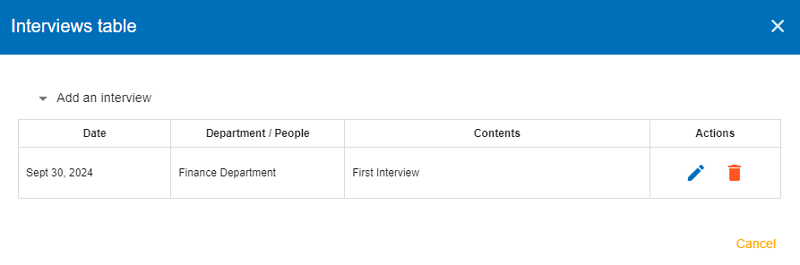 Interviews table
Add an interview
Date Department / People Contents Actions
Sept 30, 2024 Finance Department First Interview
Cancel